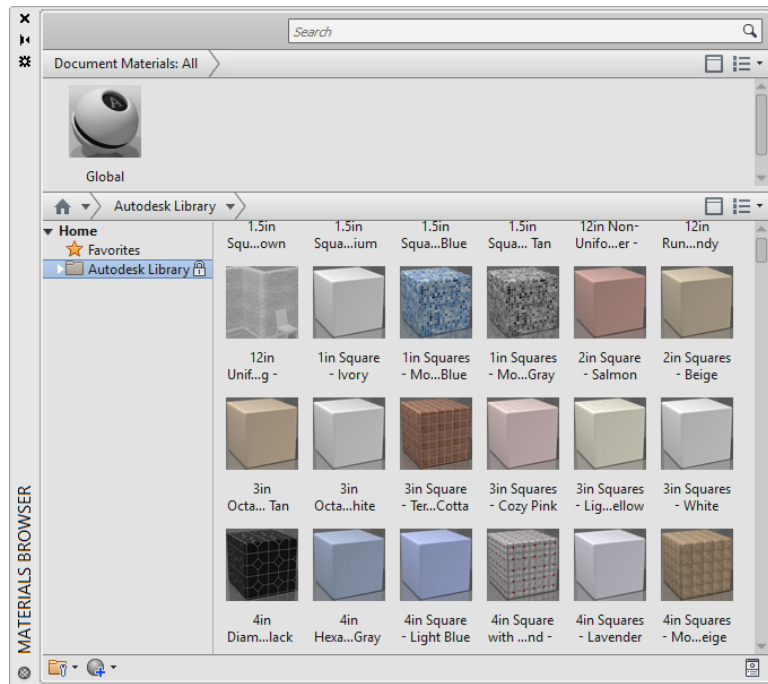 Search
Document Materials: All
Global
Autodesk Library
Home
Favorites
Autodesk Library
1.5in 1.5in 1.5in 1.5in 12in Non- 12in
Squ...own Squa...ium Squa...Blue Squa... Tan Unifo...er - Run...ndy
12in 1in Square 1in Squares 1in Squares 2in Square 2in Squares
Unif...g - - Ivory - Mo...Blue - Mo...Gray - Salmon - Beige
3in 3in 3in Square 3in Squares 3in Squares 3in Squares
Octa... Tan Octa...hite - Ter...Cotta - Cozy Pink - Lig...ellow - White
4in 4in 4in Square 4in Square 4in Squares 4in Squares
Diam...lack Hexa...Gray - Light Blue with ...nd - - Lavender - Mo...eige
MATERIALS BROWSER